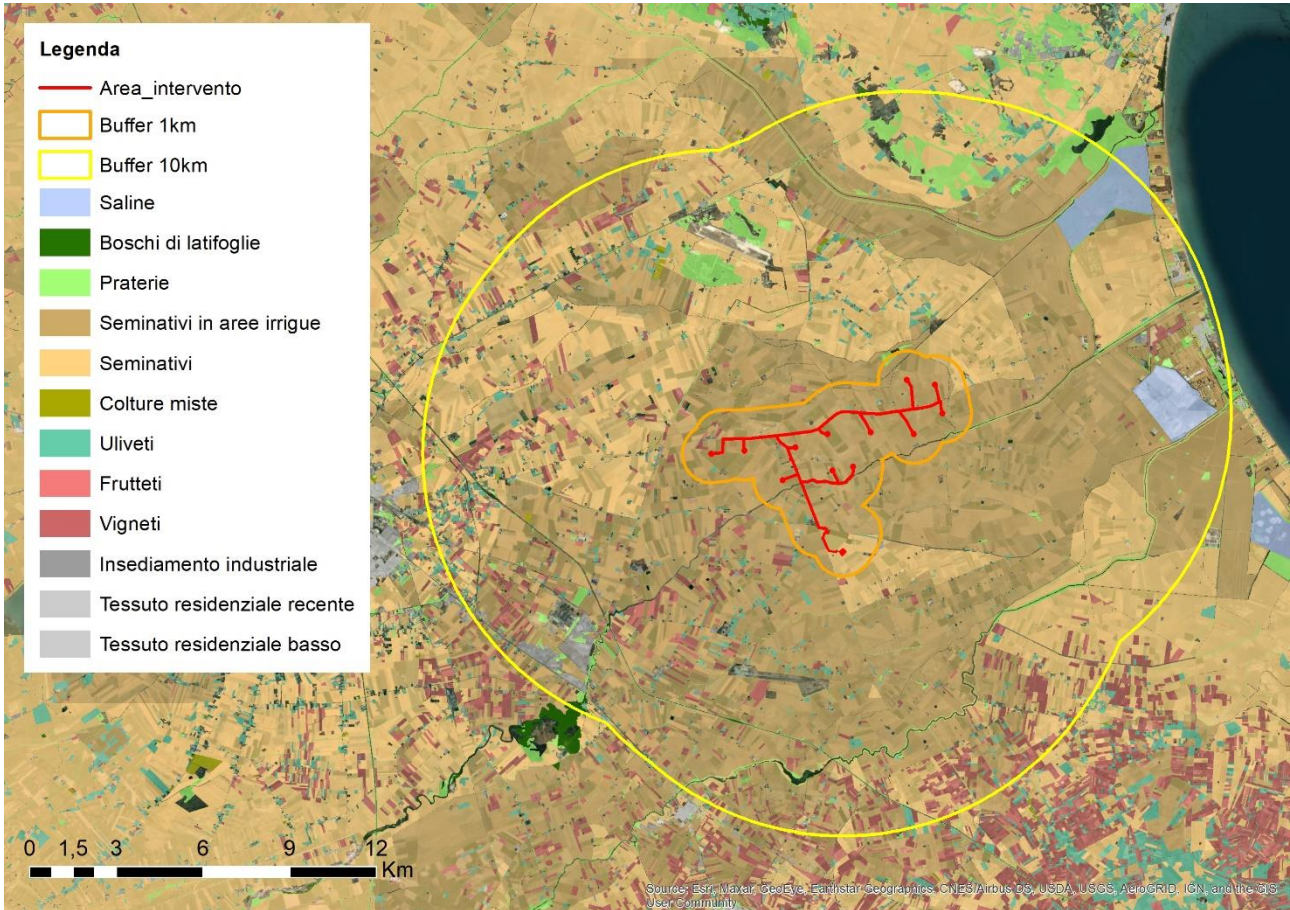 Legenda
Area_intervento
Buffer 1km
Buffer 10km
Saline
Boschi di latifoglie
Praterie
Seminativi in aree irrigue
Seminativi
Colture miste
Uliveti
Frutteti
Vigneti
Insediamento industriale
Tessuto residenziale recente
Tessuto residenziale basso
0 1,5 3 6 9 12
Km
Source: Esri, Maxar, GeoEye, Earthstar Geographics, CNES/Airbus DS, USDA, USGS, AeroGRID, IGN, and the GIS
User Community